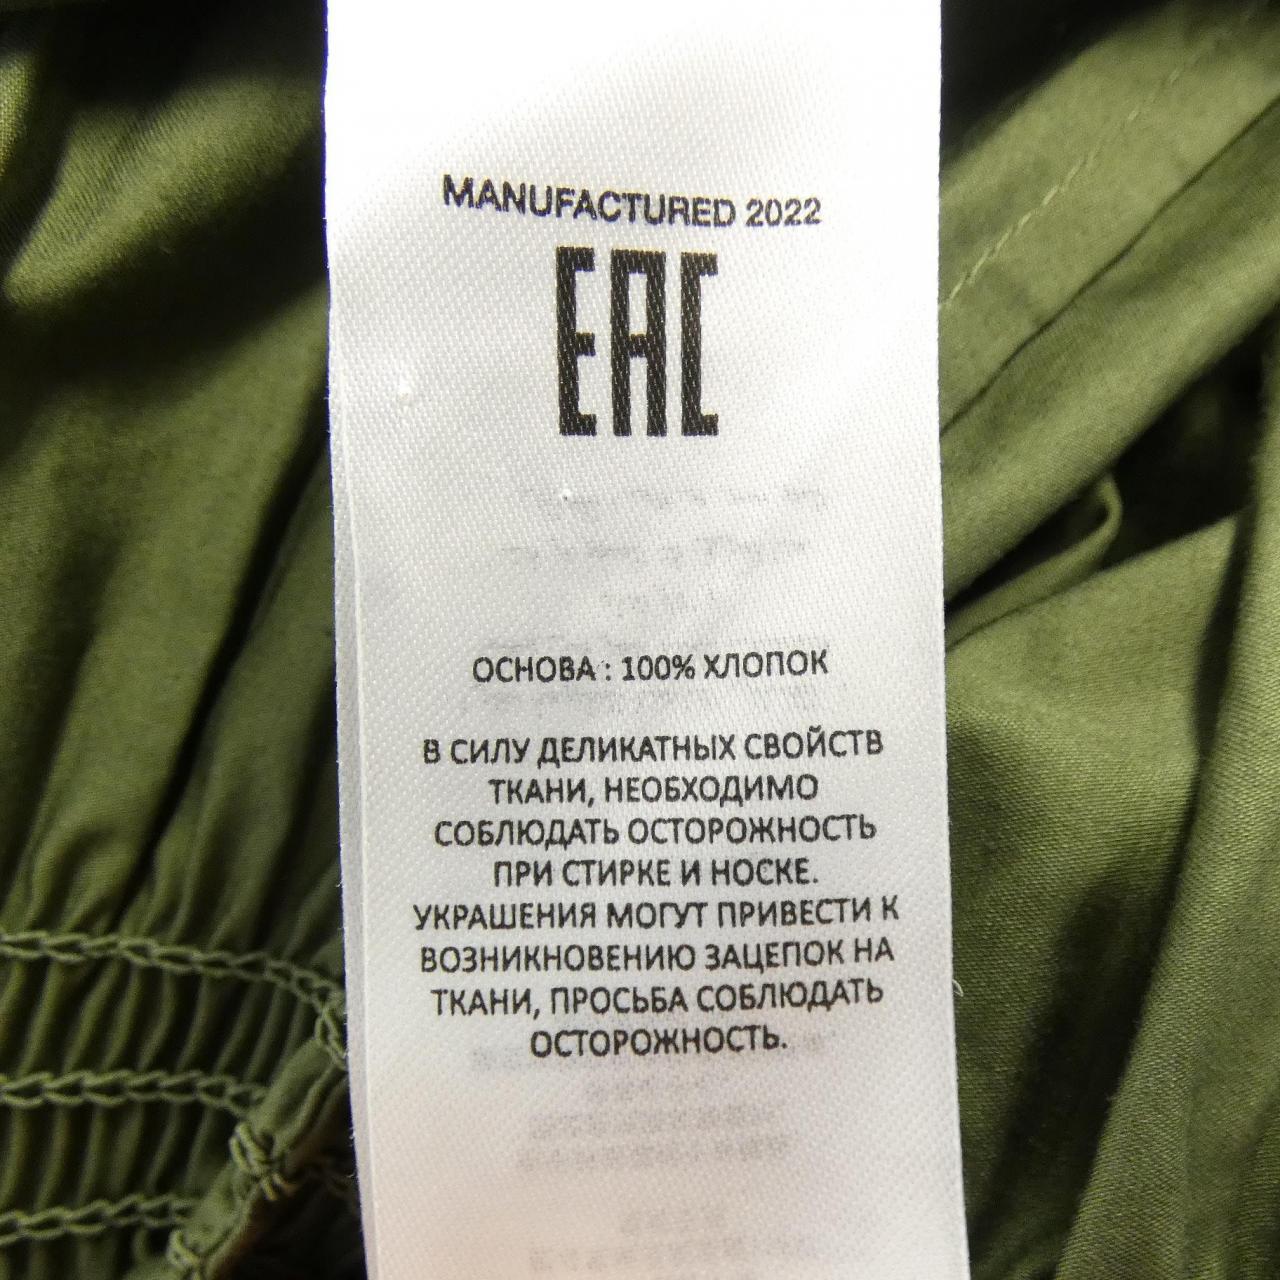 MANUFACTURED 2022
EAC
ОСНОВА : 100% ХЛОПОК
В СИЛУ ДЕЛИКАТНЫХ СВОЙСТВ
ТКАНИ, НЕОБХОДИМО
СОБЛЮДАТЬ ОСТОРОЖНОСТЬ
ПРИ СТИРКЕ И НОСКЕ.
УКРАШЕНИЯ МОГУТ ПРИВЕСТИ К
ВОЗНИКНОВЕНИЮ ЗАЦЕПОК НА
ТКАНИ, ПРОСЬБА СОБЛЮДАТЬ
ОСТОРОЖНОСТЬ.